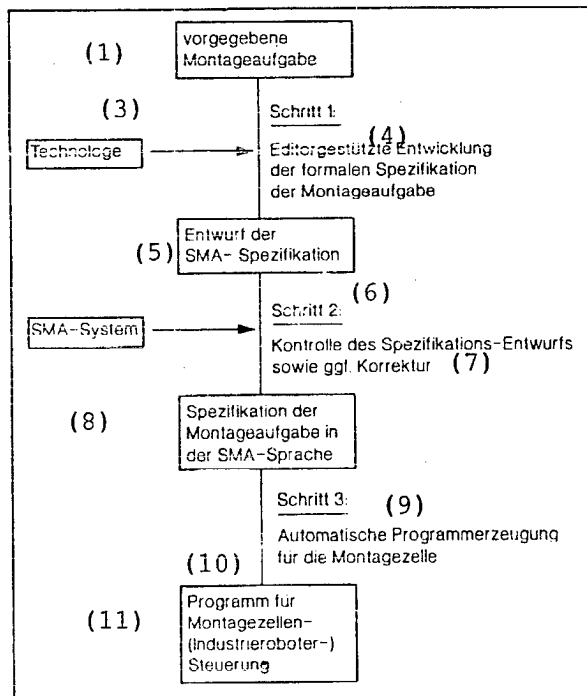 (1)
vorgegebene
Montageaufgabe
(3)
Schritt 1:
(4)
Technologe
Editorgestützte Entwicklung
der formalen Spezifikation
der Montageaufgabe
(5)
Entwurf der
SMA- Spezifikation
(6)
SMA-System
Schritt 2:
Kontrolle des Spezifikations-Entwurfs
sowie ggf. Korrektur (7)
(8)
Spezifikation der
Montageaufgabe in
der SMA-Sprache
Schritt 3:
(9)
Automatische Programmerzeugung
für die Montagezelle
(10)
(11)
Programm für
Montagezellen-
(Industrieroboter-)
Steuerung